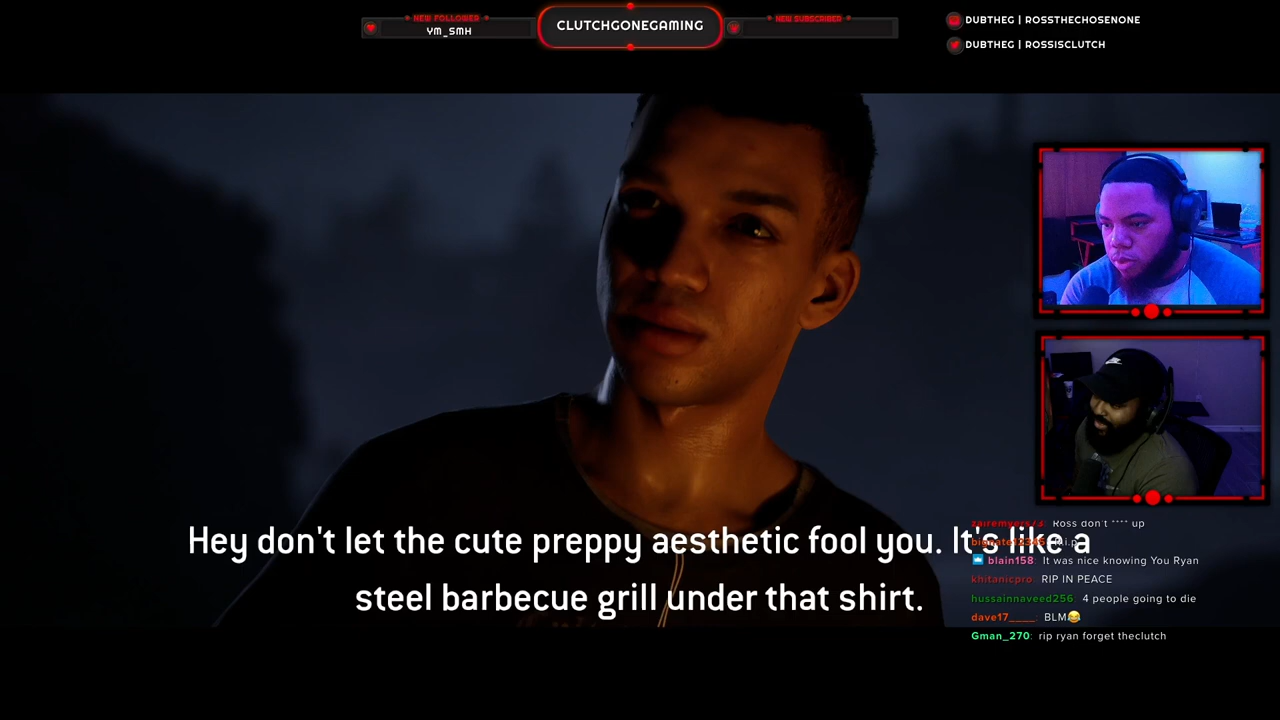 NEW FOLLOWER
YM_SMH
CLUTCHGONEGAMING
NEW SUBSCRIBER
DUBTHEG | ROSSTHECHOSENONE
DUBTHEG | ROSSISCLUTCH
Hey don't let the cute preppy aesthetic fool you. It's like a
steel barbecue grill under that shirt.
Ross don't **** up
blain158: It was nice knowing You Ryan
khitanicpro: RIP IN PEACE
hussainnaveed256: 4 people going to die
dave17____: BLM😂
Gman_270: rip ryan forget theclutch